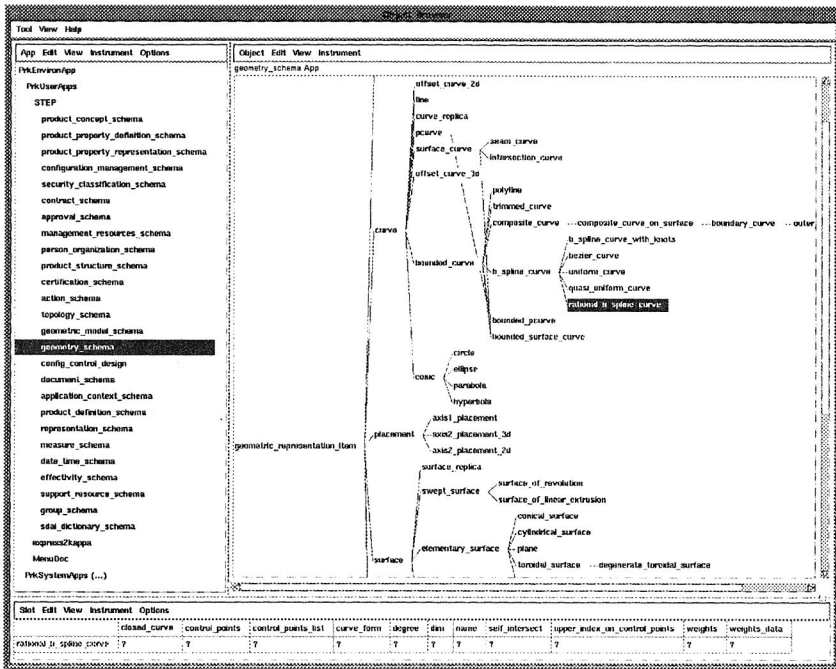 Object Browser
Tool View Help
App Edit View Instrument Options
PrkEnvironApp
PrkUserApps
STEP
product_concept_schema
product_property_definition_schema
product_property_representation_schema
configuration_management_schema
security_classification_schema
contract_schema
approval_schema
management_resources_schema
person_organization_schema
product_structure_schema
certification_schema
action_schema
topology_schema
geometric_model_schema
geometry_schema
config_control_design
document_schema
application_context_schema
product_definition_schema
representation_schema
measure_schema
date_time_schema
effectivity_schema
support_resource_schema
group_schema
sdai_dictionary_schema
express2kappa
MenuDoc
PrkSystemApps (...)
Object Edit View Instrument
geometry_schema App
offset_curve_2d
line
curve_replica
pcurve
seam_curve
surface_curve
intersection_curve
offset_curve_3d
polyline
trimmed_curve
composite_curve composite_curve_on_surface boundary_curve outer
curve
b_spline_curve_with_knots
bezier_curve
bounded_curve
b_spline_curve uniform_curve
quasi_uniform_curve
rational_b_spline_curve
bounded_pcurve
bounded_surface_curve
circle
ellipse
conic
parabola
hyperbola
axis1_placement
placement axis2_placement_3d
geometric_representation_item
axis2_placement_2d
surface_replica
surface_of_revolution
swept_surface
surface_of_linear_extrusion
conical_surface
cylindrical_surface
elementary_surface plane
surface
toroidal_surface degenerate_toroidal_surface
Slot Edit View Instrument Options
closed_curve control_points control_points_list curve_form degree dim name self_intersect upper_index_on_control_points weights weights_data
rational_b_spline_curve ? ? ? ? ? ? ? ? ? ? ?